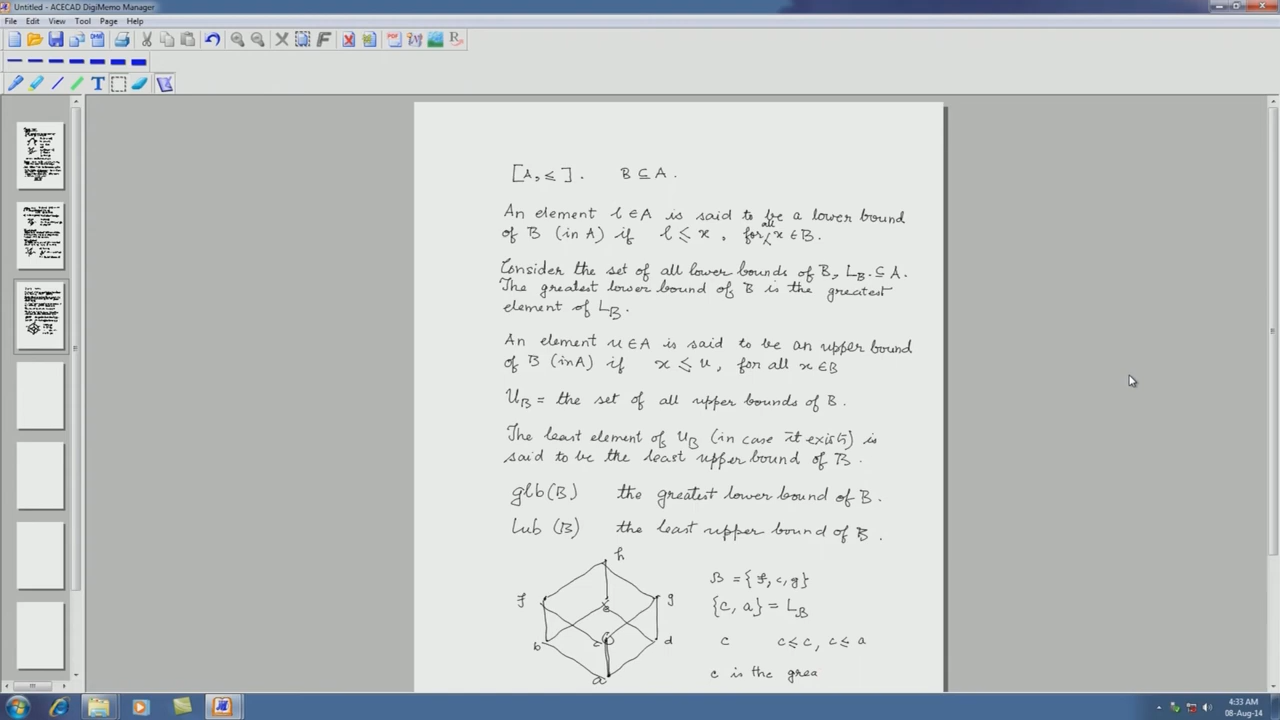 Untitled - ACECAD DigiMemo Manager
File Edit View Tool Page Help
[A, ≤]. B ⊆ A.
An element l ∈ A is said to be a lower bound
of B (in A) if l ≤ x, for all x ∈ B.
Consider the set of all lower bounds of B, L_B ⊆ A.
The greatest lower bound of B is the greatest
element of L_B.
An element u ∈ A is said to be an upper bound
of B (in A) if x ≤ u, for all x ∈ B
U_B = the set of all upper bounds of B.
The least element of U_B (in case it exists) is
said to be the least upper bound of B.
glb(B) the greatest lower bound of B.
lub (B) the least upper bound of B.
h
f e g
b c d
a
B = {f, c, g}
{c, a} = L_B
c c ≤ c, c ≤ a
c is the grea
4:33 AM
08-Aug-14